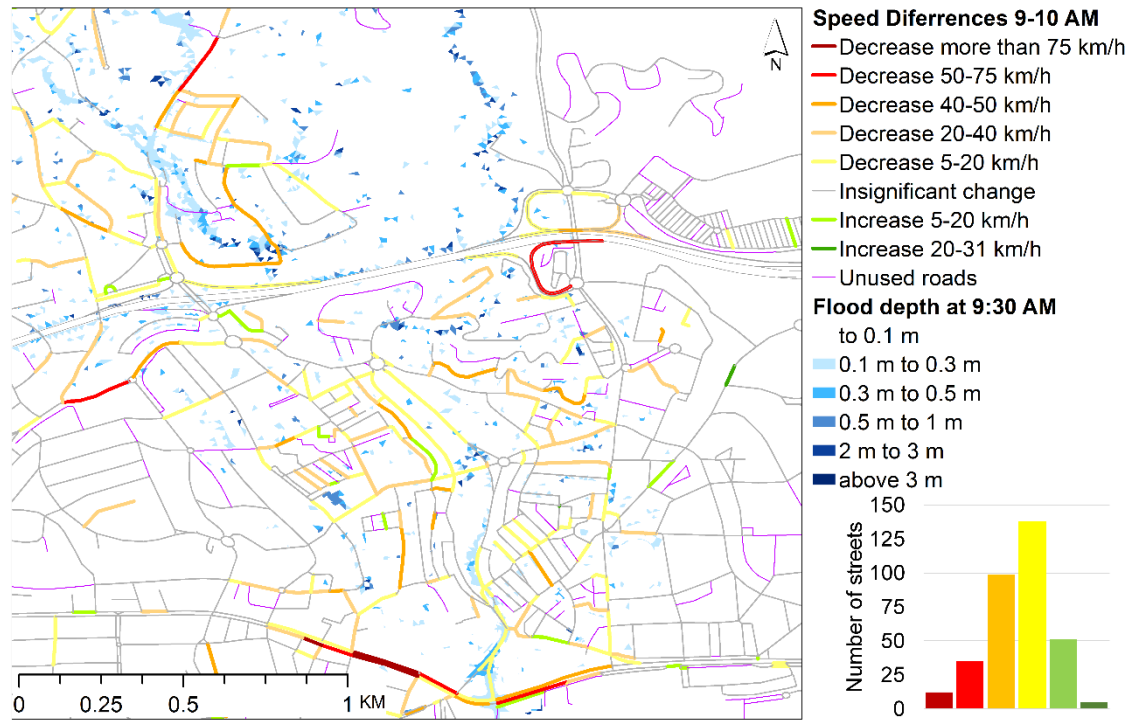 N
0 0.25 0.5 1 KM
Speed Diferrences 9-10 AM
Decrease more than 75 km/h
Decrease 50-75 km/h
Decrease 40-50 km/h
Decrease 20-40 km/h
Decrease 5-20 km/h
Insignificant change
Increase 5-20 km/h
Increase 20-31 km/h
Unused roads
Flood depth at 9:30 AM
to 0.1 m
0.1 m to 0.3 m
0.3 m to 0.5 m
0.5 m to 1 m
2 m to 3 m
above 3 m
Number of streets
150
125
100
75
50
25
0